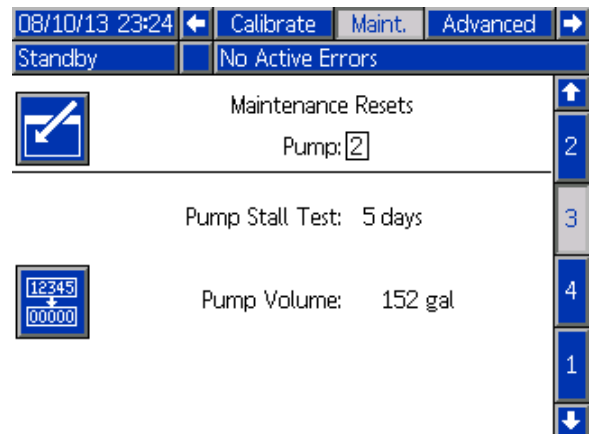 08/10/13 23:24 Calibrate Maint. Advanced
Standby No Active Errors
Maintenance Resets
Pump: 2
2
Pump Stall Test: 5 days
3
12345
00000
Pump Volume: 152 gal
4
1